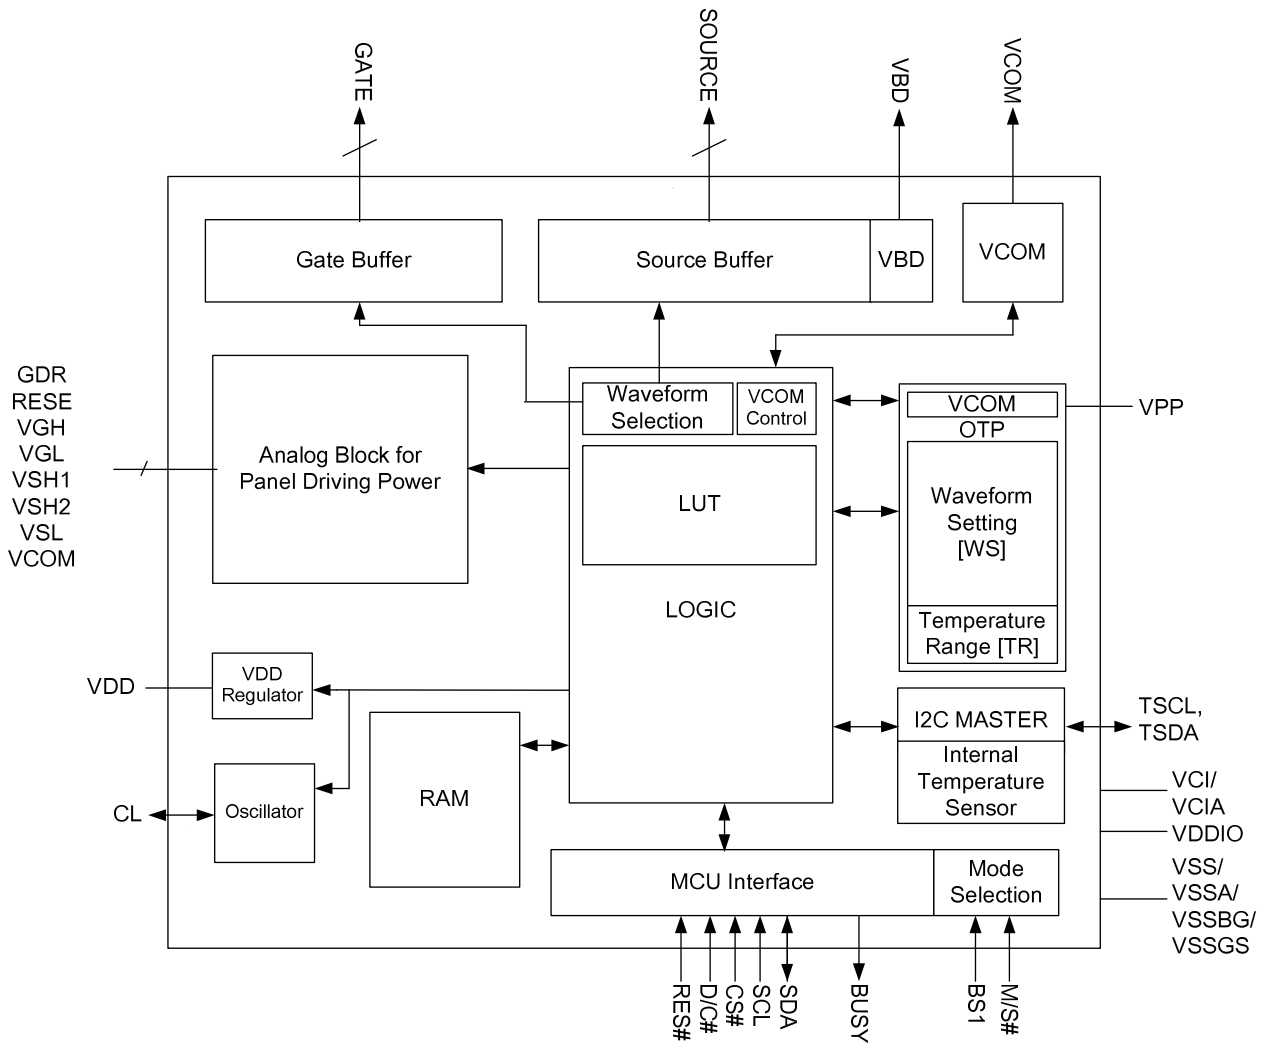 GATE
SOURCE
VBD
VCOM
Gate Buffer
Source Buffer
VBD
VCOM
GDR
RESE
VGH
VGL
VSH1
VSH2
VSL
VCOM
Analog Block for
Panel Driving Power
Waveform
Selection
VCOM
Control
LUT
LOGIC
VCOM
OTP
Waveform
Setting
[WS]
Temperature
Range [TR]
VPP
VDD
VDD
Regulator
CL
Oscillator
RAM
I2C MASTER
Internal
Temperature
Sensor
TSCL,
TSDA
VCI/
VCIA
VDDIO
VSS/
VSSA/
VSSBG/
VSSGS
MCU Interface
Mode
Selection
RES#
D/C#
CS#
SCL
SDA
BUSY
BS1
M/S#